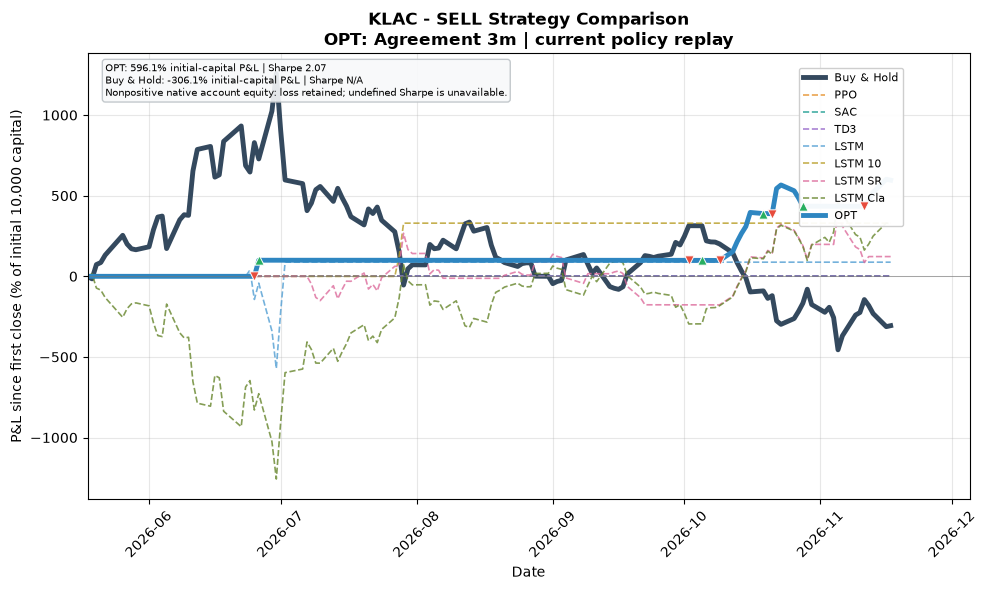 KLAC - SELL Strategy Comparison
OPT: Agreement 3m | current policy replay
OPT: 596.1% initial-capital P&L | Sharpe 2.07
Buy & Hold: -306.1% initial-capital P&L | Sharpe N/A
Nonpositive native account equity: loss retained; undefined Sharpe is unavailable.
Buy & Hold
PPO
SAC
TD3
LSTM
LSTM 10
LSTM SR
LSTM Cla
OPT
P&L since first close (% of initial 10,000 capital)
1000
500
0
−500
−1000
2026-06
2026-07
2026-08
2026-09
2026-10
2026-11
2026-12
Date